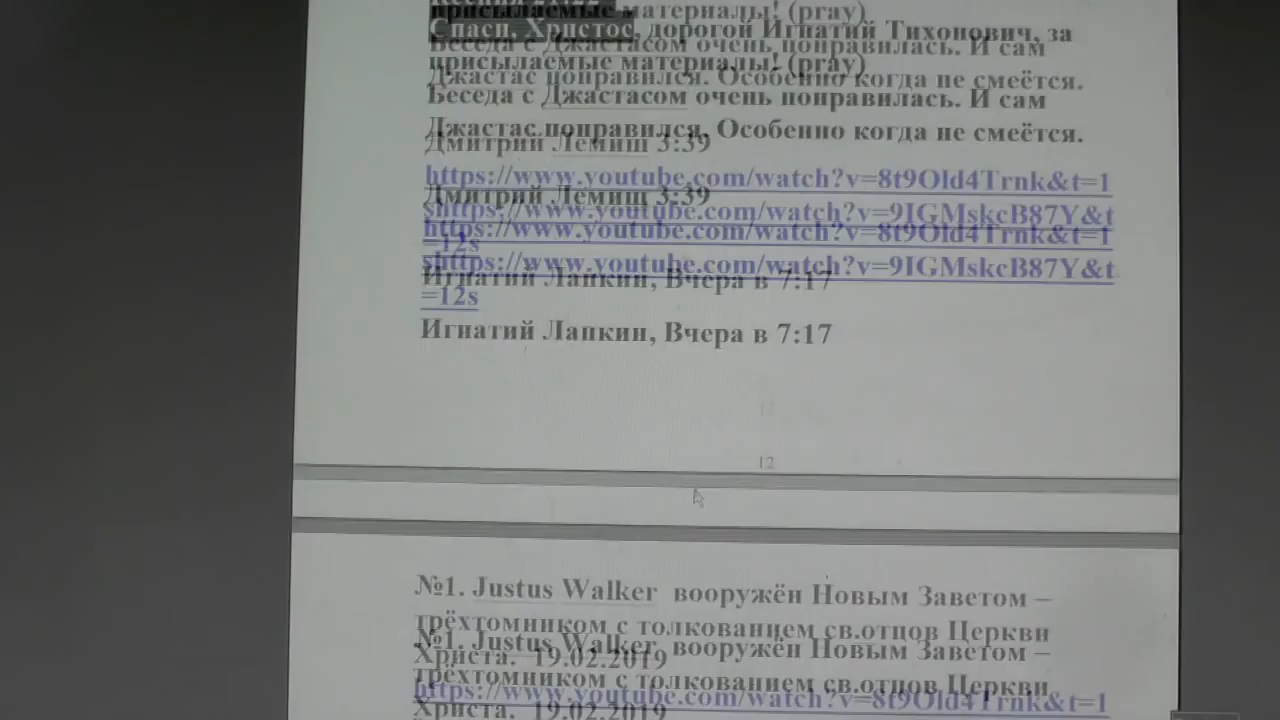 присылаемые материалы! (pray)
Спаси, Христос, дорогой Игнатий Тихонович, за
присылаемые материалы! (pray)
Беседа с Джастасом очень понравилась. И сам
Джастас понравился. Особенно когда не смеётся.
Дмитрий Лемиш 3:39
https://www.youtube.com/watch?v=8t9Old4Trnk&t=1
shttps://www.youtube.com/watch?v=9IGMskcB87Y&t
=12s
Игнатий Лапкин, Вчера в 7:17
12
№1. Justus Walker вооружён Новым Заветом –
трёхтомником с толкованием св.отцов Церкви
Христа. 19.02.2019
https://www.youtube.com/watch?v=8t9Old4Trnk&t=1